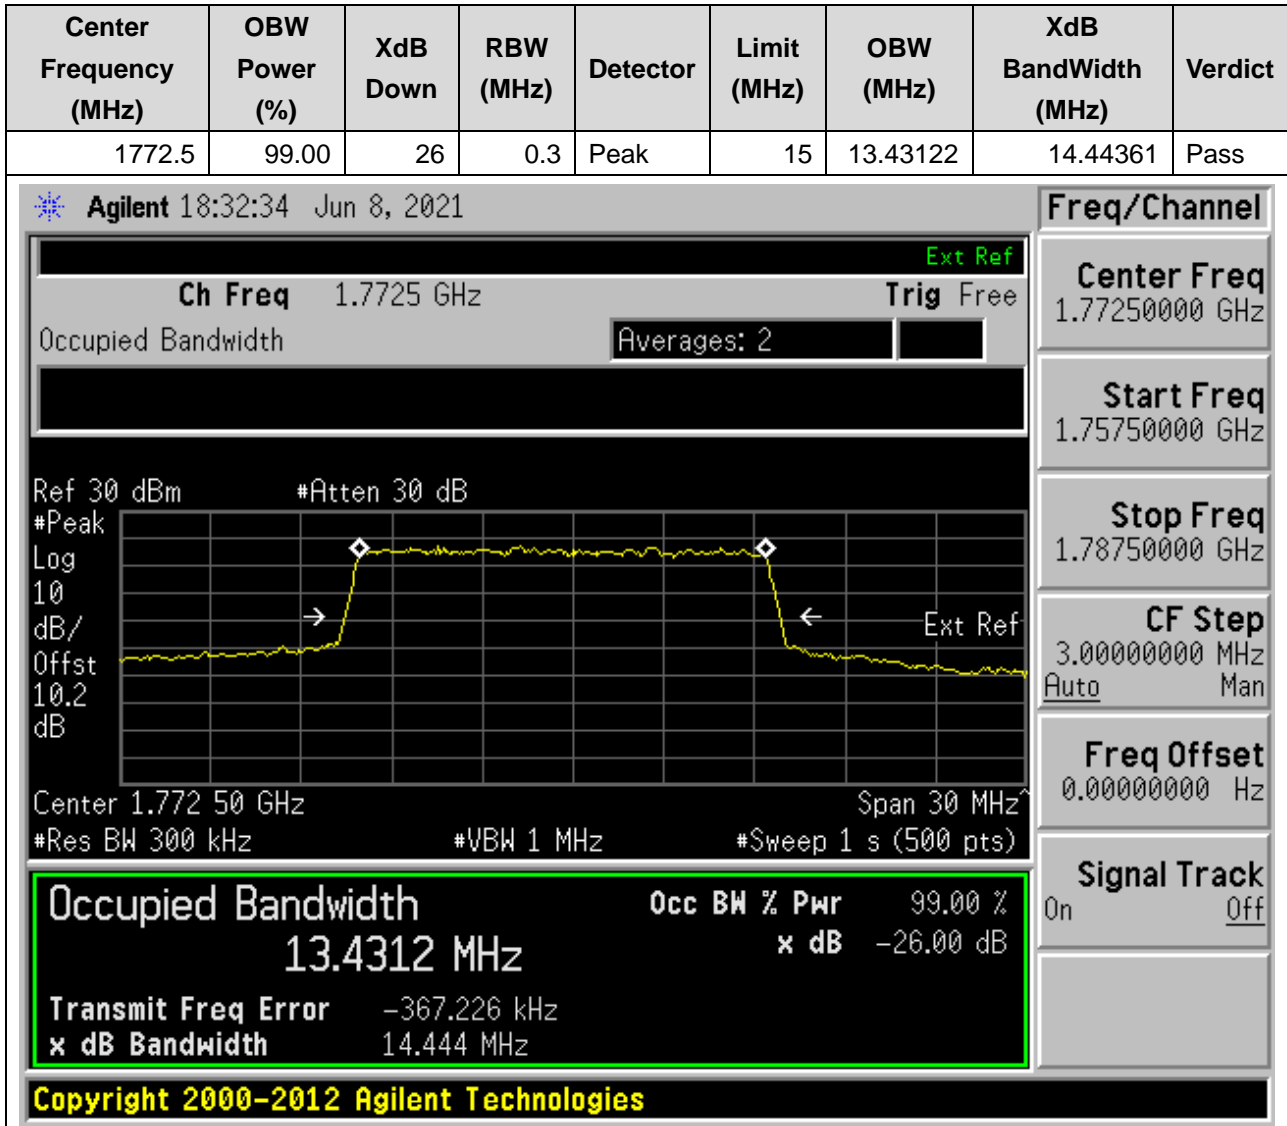 Center Frequency (MHz) OBW Power (%) XdB Down RBW (MHz) Detector Limit (MHz) OBW (MHz) XdB BandWidth (MHz) Verdict
1772.5 99.00 26 0.3 Peak 15 13.43122 14.44361 Pass
Agilent 18:32:34 Jun 8, 2021
Freq/Channel
Ext Ref
Ch Freq 1.7725 GHz Trig Free
Occupied Bandwidth Averages: 2
Center Freq
1.77250000 GHz
Start Freq
1.75750000 GHz
Stop Freq
1.78750000 GHz
CF Step
3.00000000 MHz
Auto Man
Freq Offset
0.00000000 Hz
Signal Track
On Off
Ref 30 dBm #Atten 30 dB
#Peak
Log
10
dB/
Offst
10.2
dB
Ext Ref
Center 1.772 50 GHz Span 30 MHz^
#Res BW 300 kHz #VBW 1 MHz #Sweep 1 s (500 pts)
Occupied Bandwidth Occ BW % Pwr 99.00 %
13.4312 MHz x dB -26.00 dB
Transmit Freq Error -367.226 kHz
x dB Bandwidth 14.444 MHz
Copyright 2000-2012 Agilent Technologies